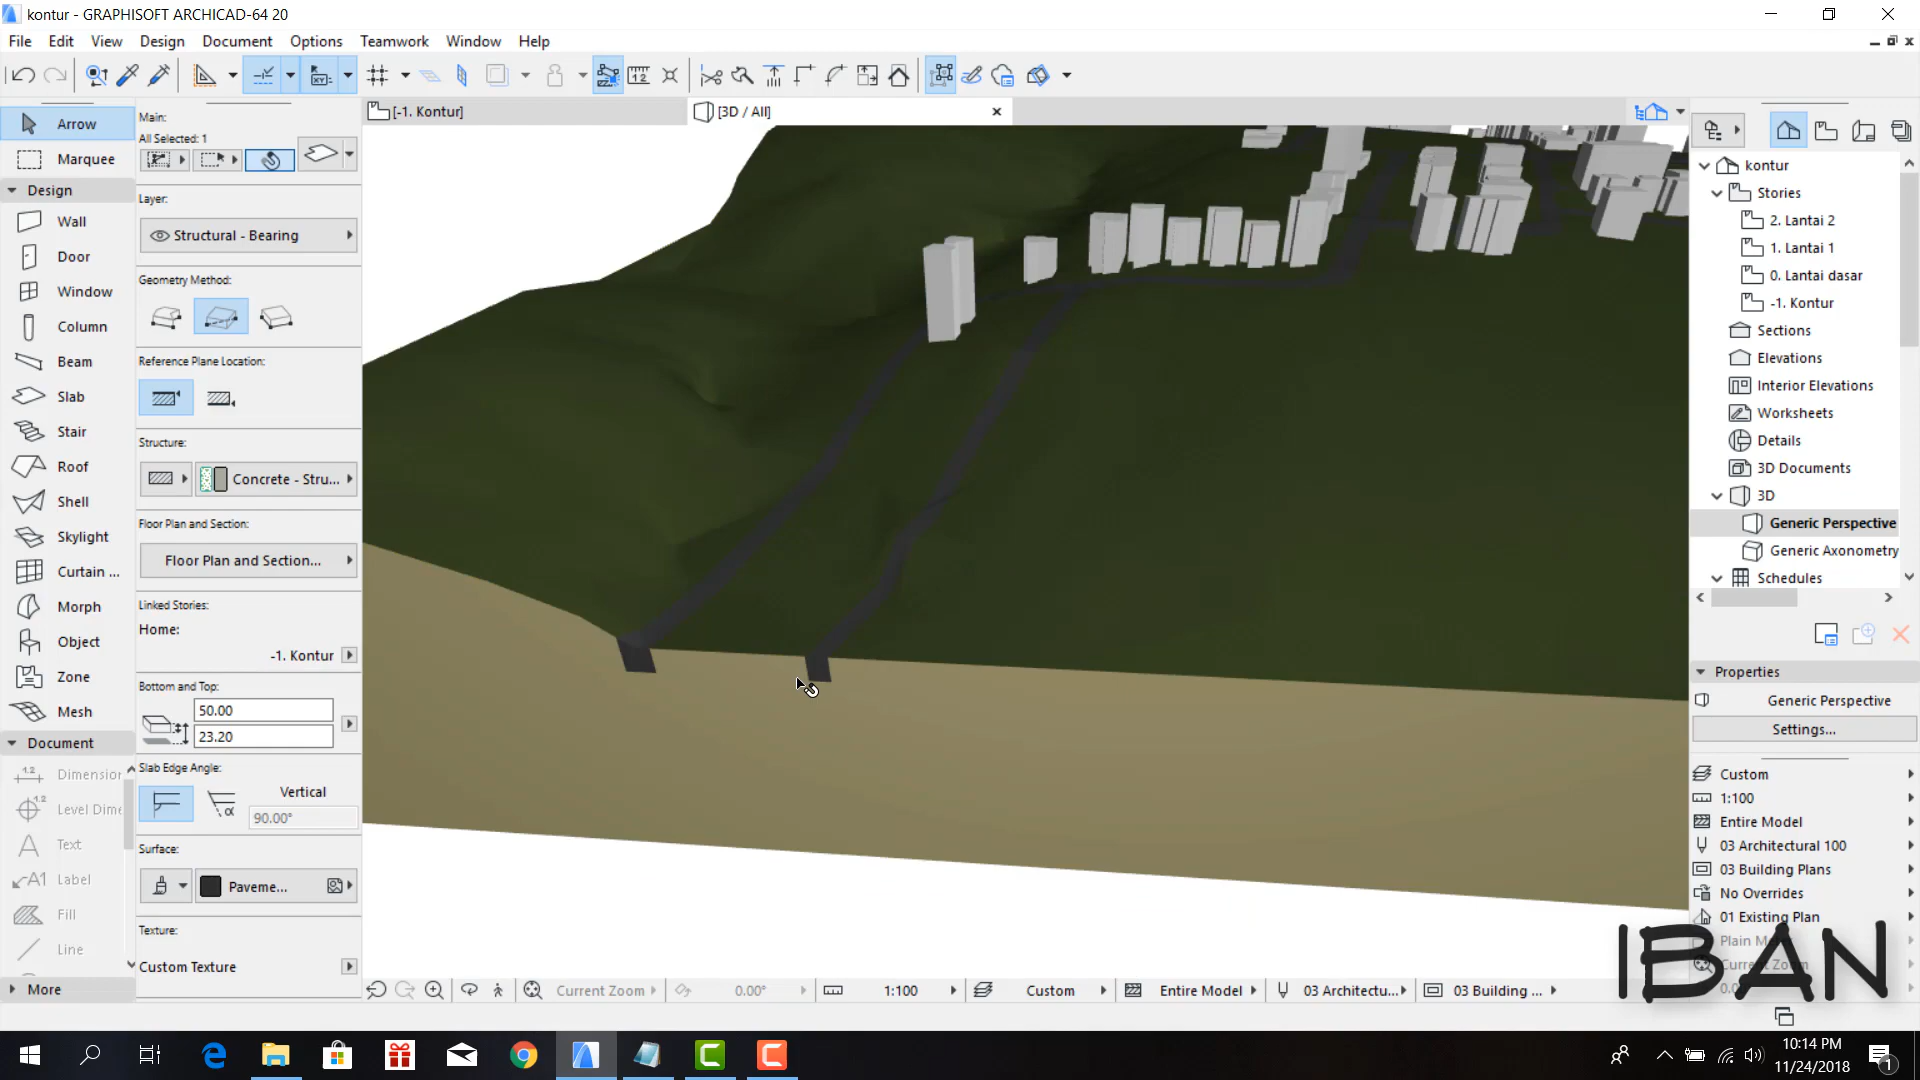 kontur - GRAPHISOFT ARCHICAD-64 20
File Edit View Design Document Options Teamwork Window Help
[-1. Kontur]
[3D / All]
Arrow
Marquee
Design
Wall
Door
Window
Column
Beam
Slab
Stair
Roof
Shell
Skylight
Curtain ...
Morph
Object
Zone
Mesh
Document
Dimension
Level Dime
Text
Label
Fill
Line
More
Main:
All Selected: 1
Layer:
Structural - Bearing
Geometry Method:
Reference Plane Location:
Structure:
Concrete - Stru...
Floor Plan and Section:
Floor Plan and Section...
Linked Stories:
Home:
-1. Kontur
Bottom and Top:
50.00
23.20
Slab Edge Angle:
Vertical
90.00°
Surface:
Paveme...
Texture:
Custom Texture
kontur
Stories
2. Lantai 2
1. Lantai 1
0. Lantai dasar
-1. Kontur
Sections
Elevations
Interior Elevations
Worksheets
Details
3D Documents
3D
Generic Perspective
Generic Axonometry
Schedules
Properties
Generic Perspective
Settings...
Custom
1:100
Entire Model
03 Architectural 100
03 Building Plans
No Overrides
01 Existing Plan
Plain
Current Zoom
IBAN
Current Zoom 0.00° 1:100 Custom Entire Model 03 Architectu... 03 Building ...
10:14 PM
11/24/2018
1